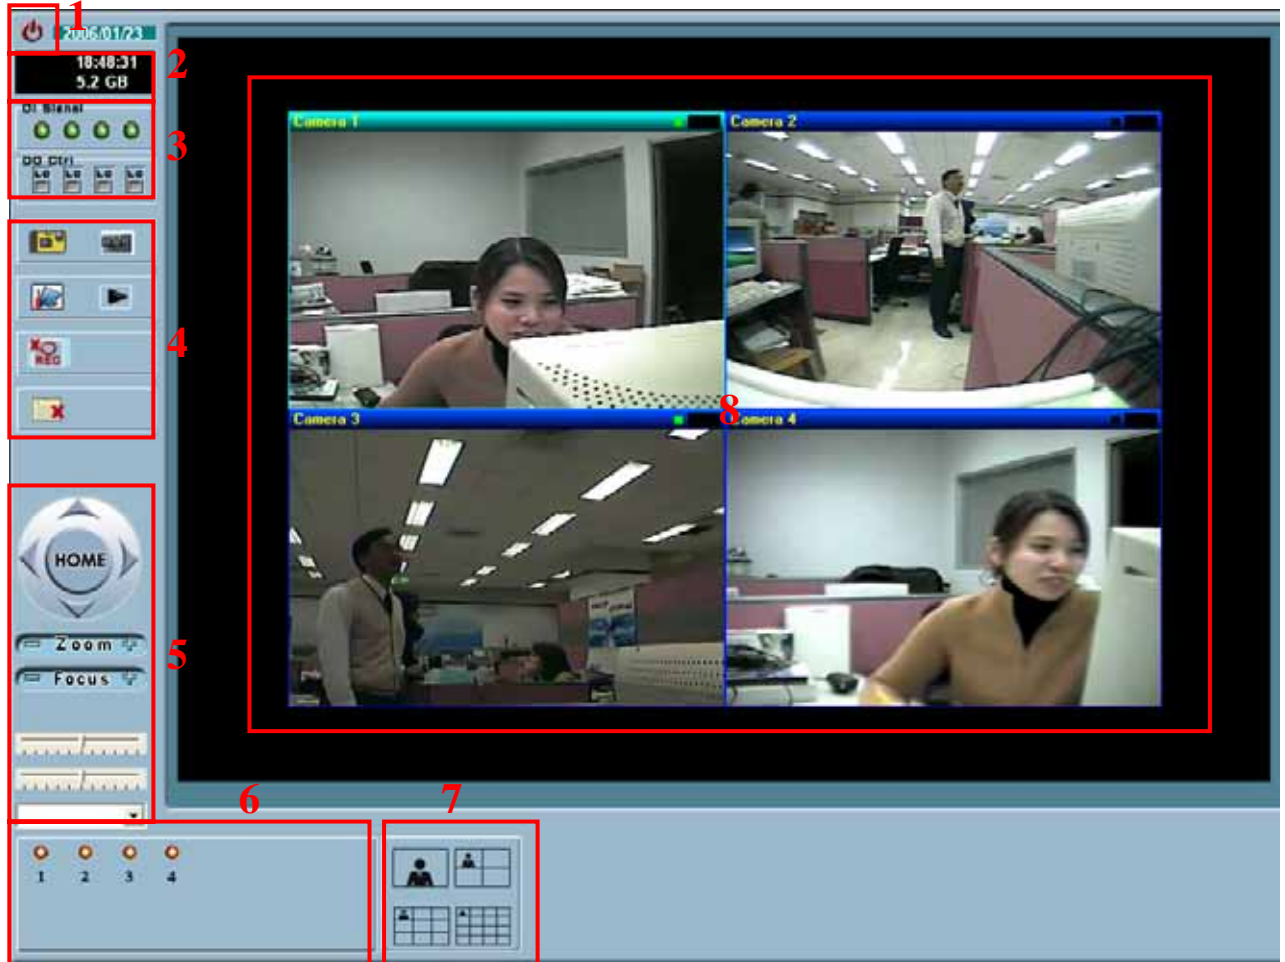 1
2006/01/23
2
18:48:31
5.2 GB
DI Signal
3
DO Ctrl
4
REC
HOME
Zoom
5
Focus
6
7
1 2 3 4
Camera 1
Camera 2
8
Camera 3
Camera 4